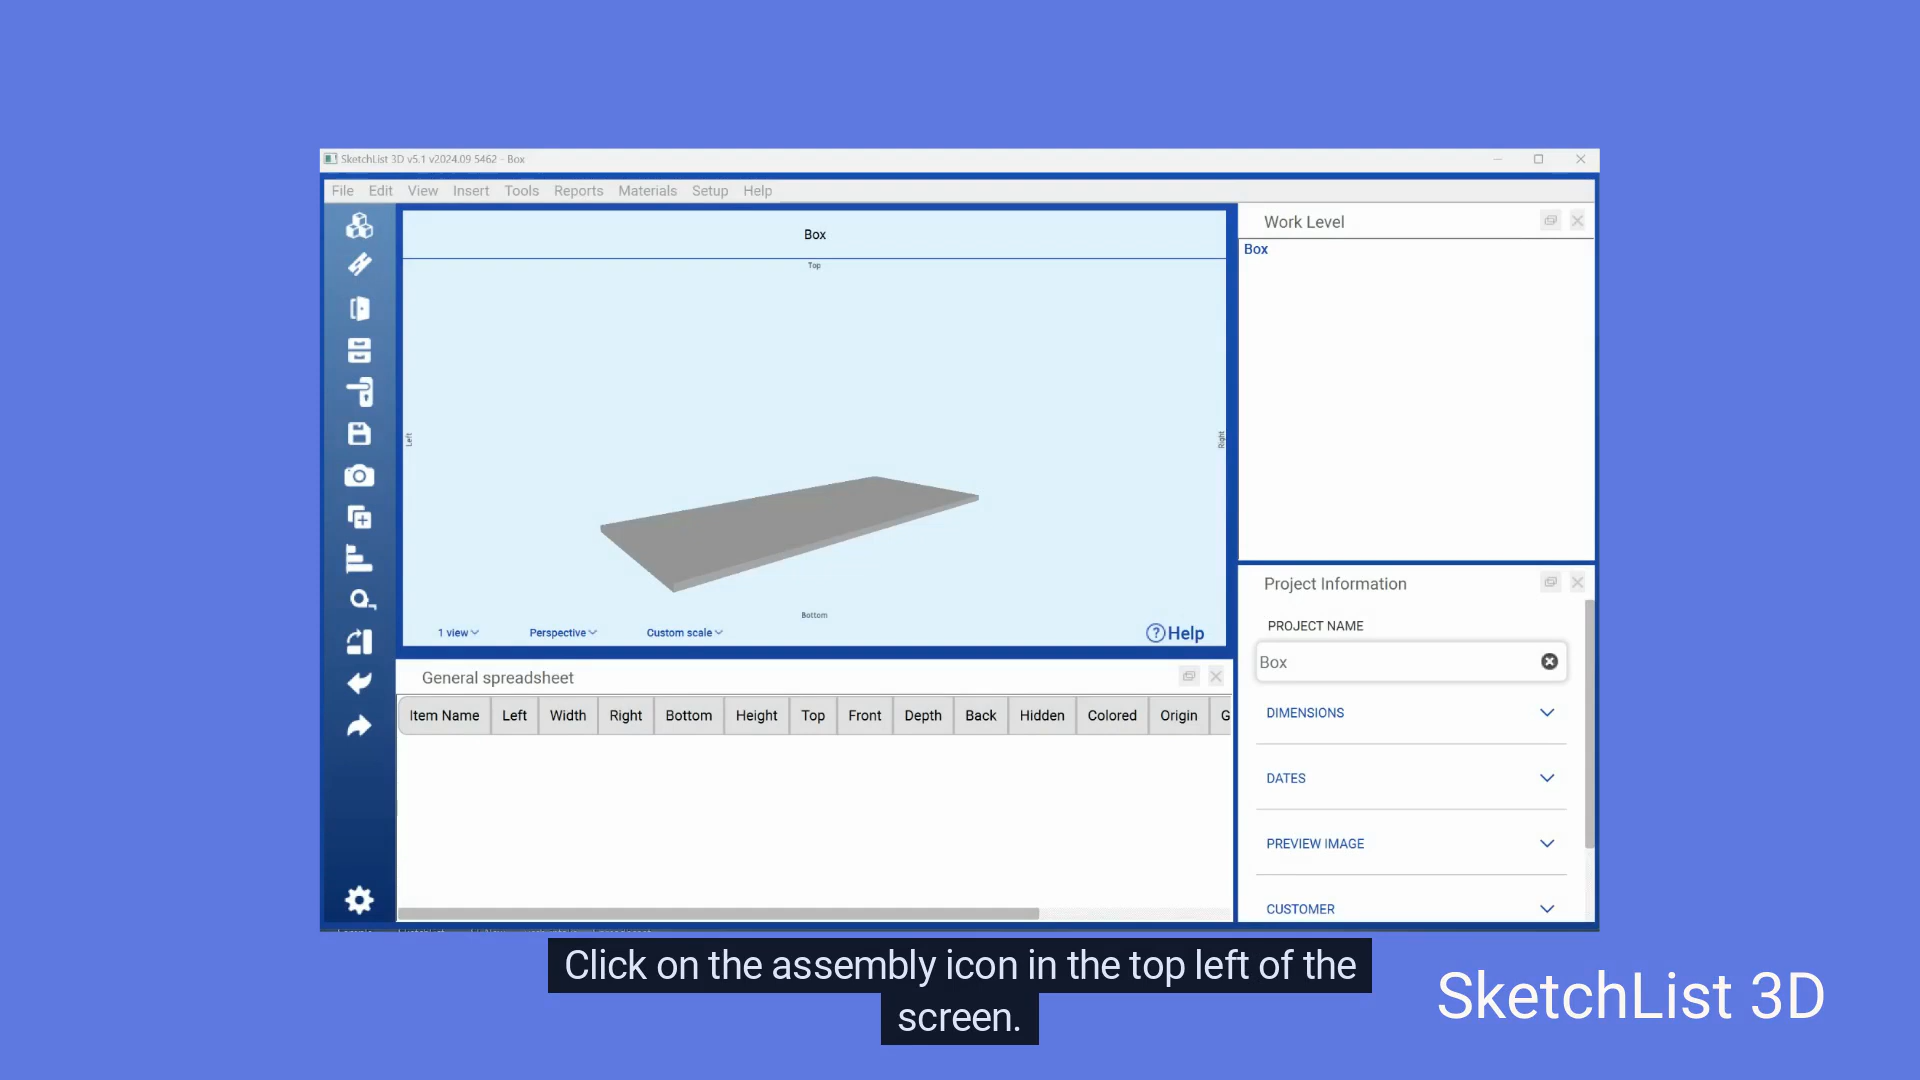 SketchList 3D v5.1 v2024.09 5462 - Box
File Edit View Insert Tools Reports Materials Setup Help
Box
Top
Left
Right
Bottom
1 view
Perspective
Custom scale
? Help
Work Level
Box
Project Information
PROJECT NAME
Box
DIMENSIONS
DATES
PREVIEW IMAGE
CUSTOMER
General spreadsheet
Item Name Left Width Right Bottom Height Top Front Depth Back Hidden Colored Origin G
Click on the assembly icon in the top left of the
screen.
SketchList 3D